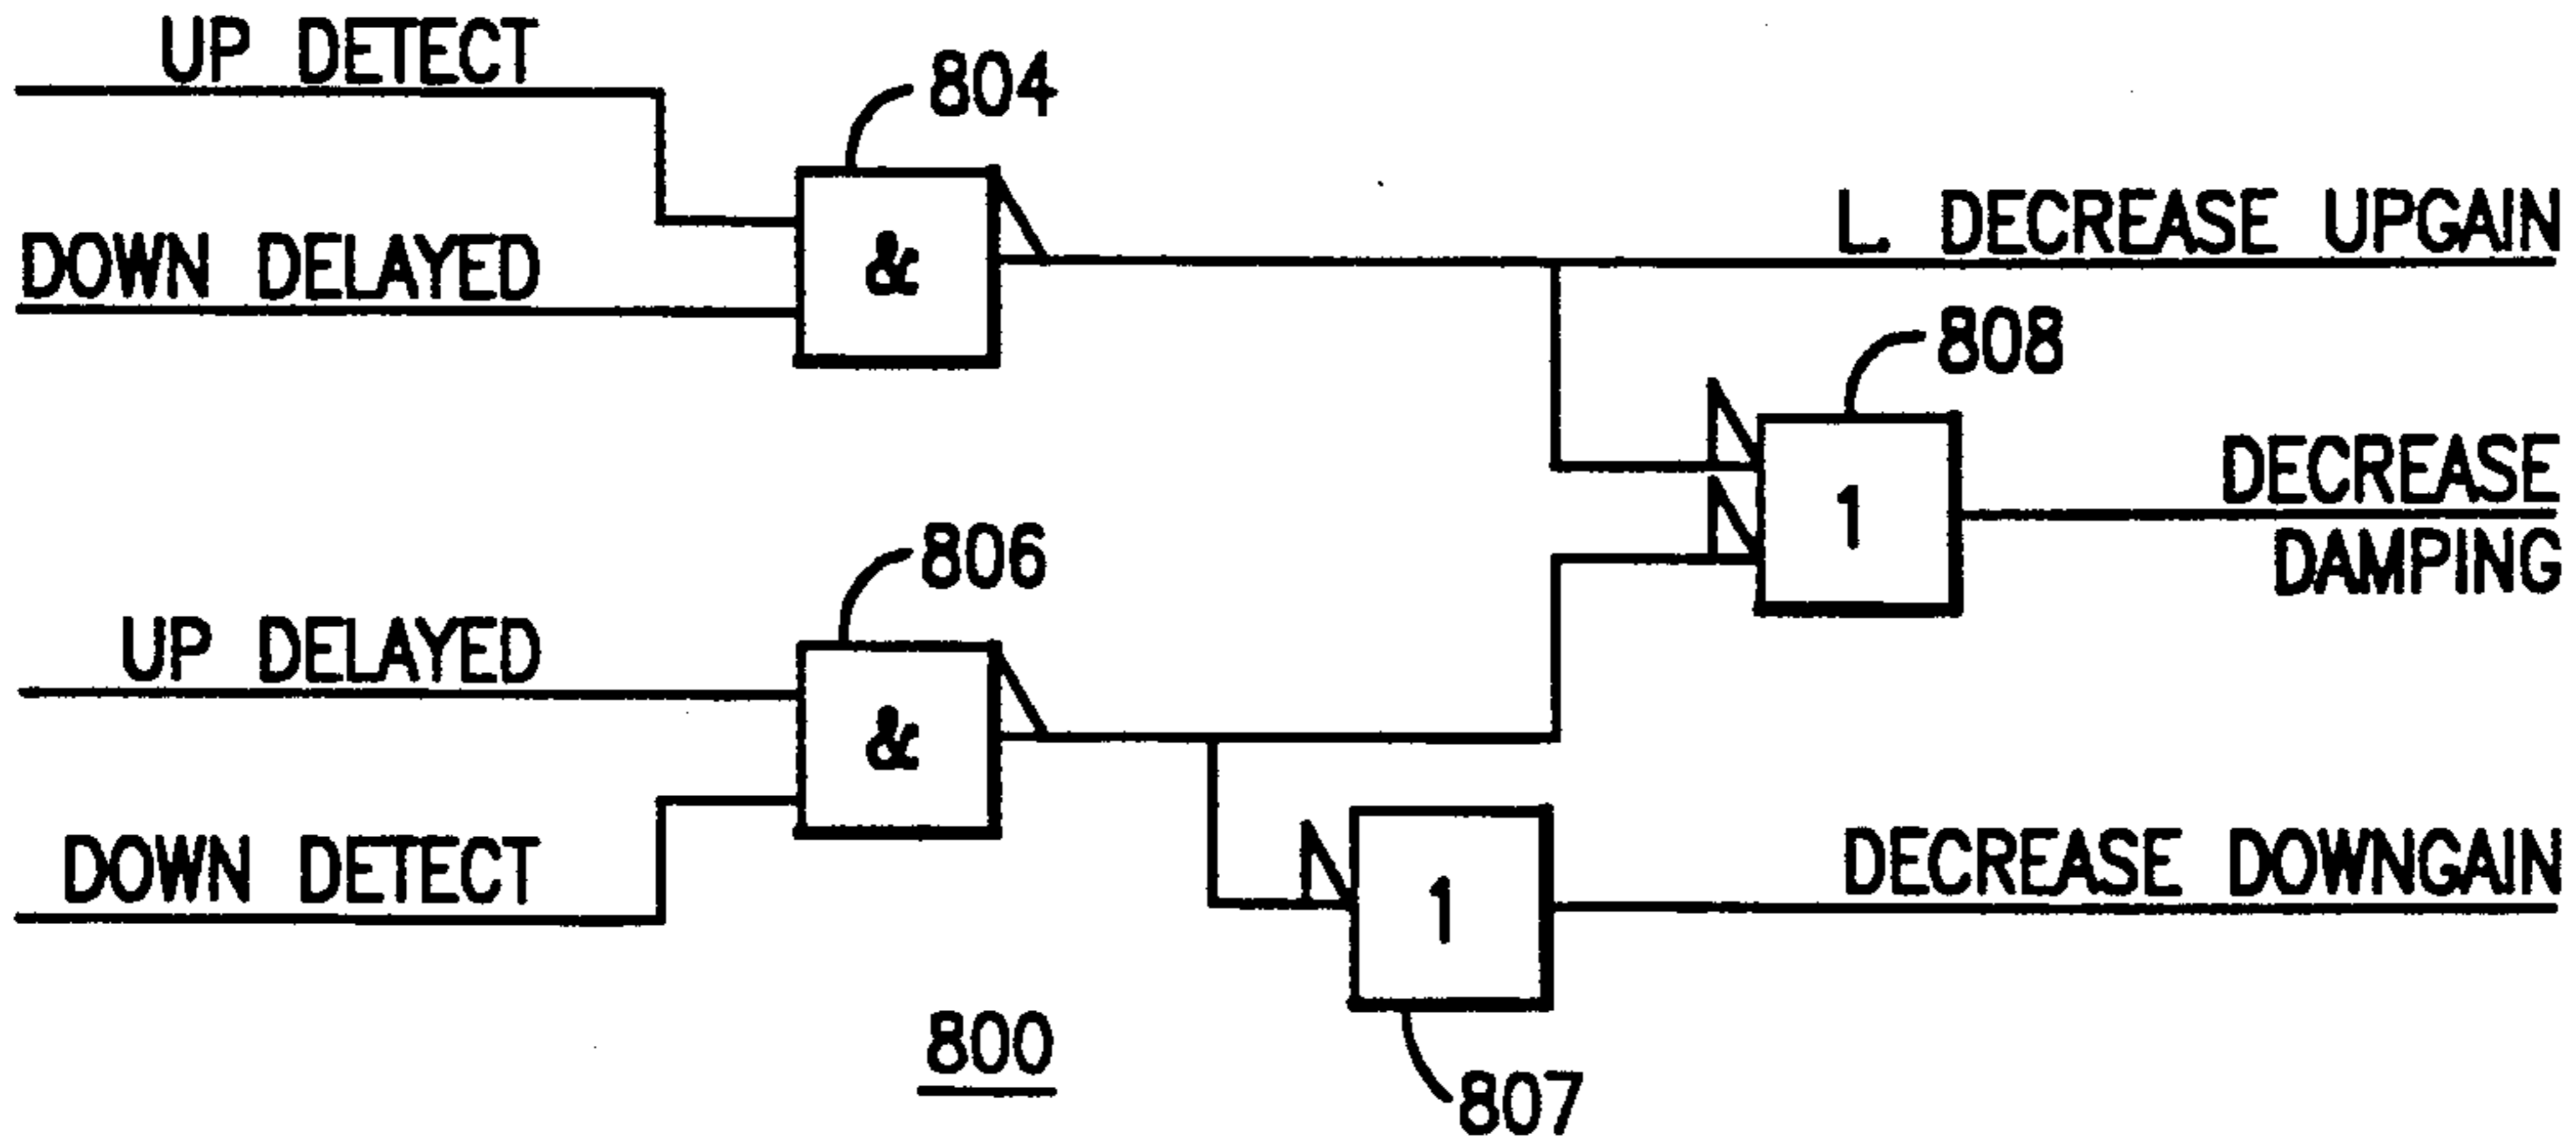 UP DETECT
804
DOWN DELAYED
&
L. DECREASE UPGAIN
808
1
DECREASE
DAMPING
806
UP DELAYED
&
DOWN DETECT
1
DECREASE DOWNGAIN
800
807